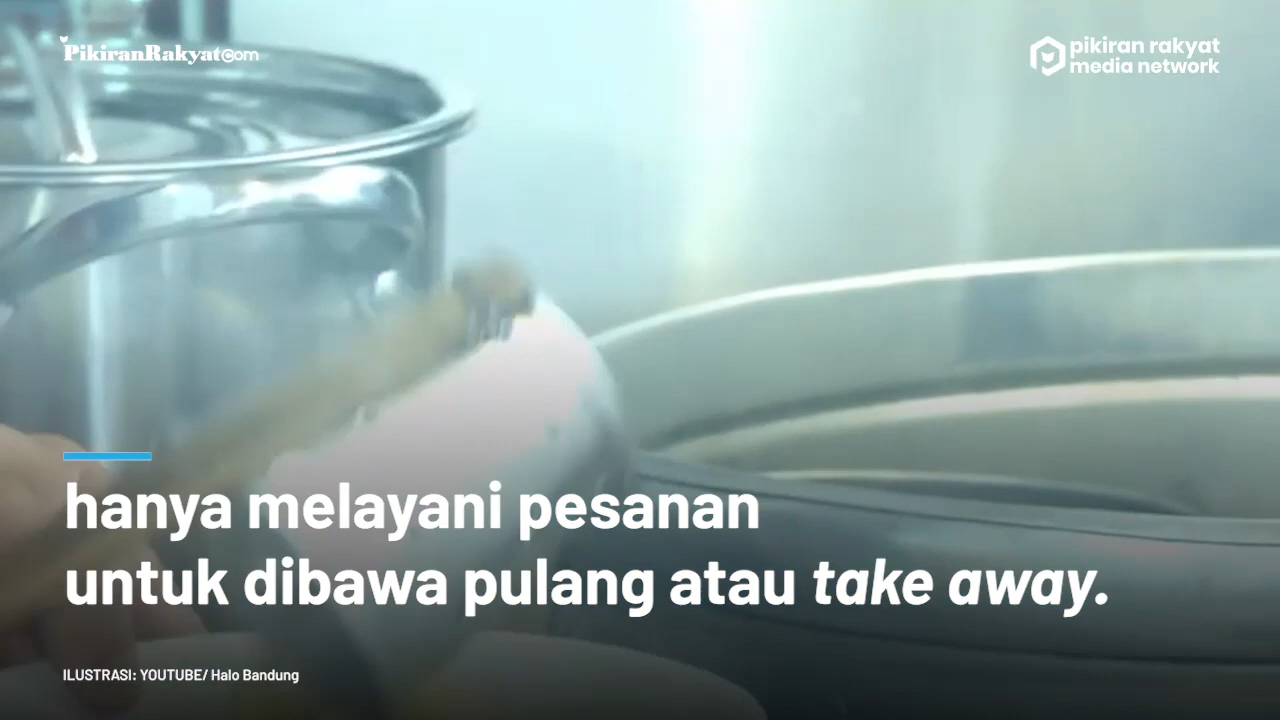 PikiranRakyat.com
pikiran rakyat
media network
hanya melayani pesanan
untuk dibawa pulang atau take away.
ILUSTRASI: YOUTUBE/ Halo Bandung